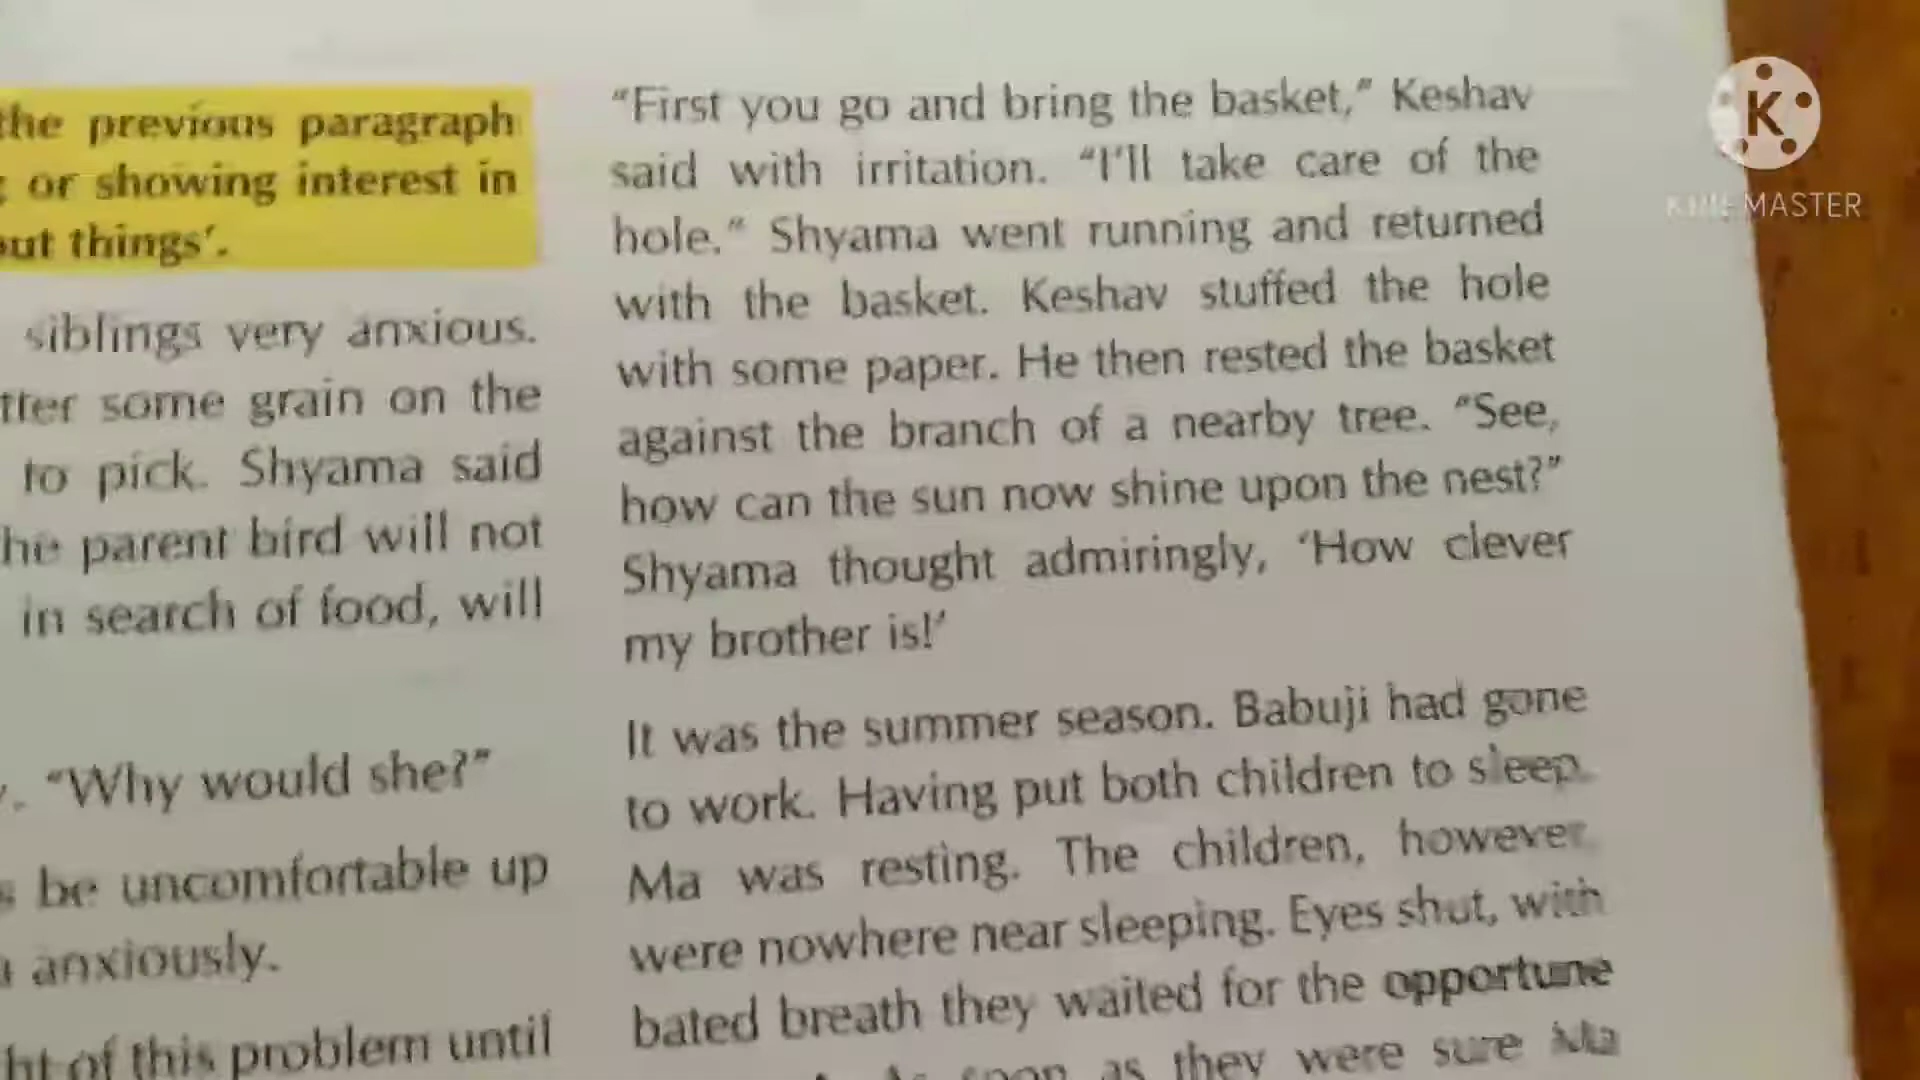 the previous paragraph
or showing interest in
out things'.
siblings very anxious.
tter some grain on the
to pick. Shyama said
he parent bird will not
in search of food, will
"Why would she?"
be uncomfortable up
anxiously.
ht of this problem until
"First you go and bring the basket," Keshav
said with irritation. "I'll take care of the
hole." Shyama went running and returned
with the basket. Keshav stuffed the hole
with some paper. He then rested the basket
against the branch of a nearby tree. "See,
how can the sun now shine upon the nest?"
Shyama thought admiringly, 'How clever
my brother is!'
It was the summer season. Babuji had gone
to work. Having put both children to sleep,
Ma was resting. The children, however,
were nowhere near sleeping. Eyes shut, with
bated breath they waited for the opportune
As soon as they were sure Ma
K
KINE MASTER